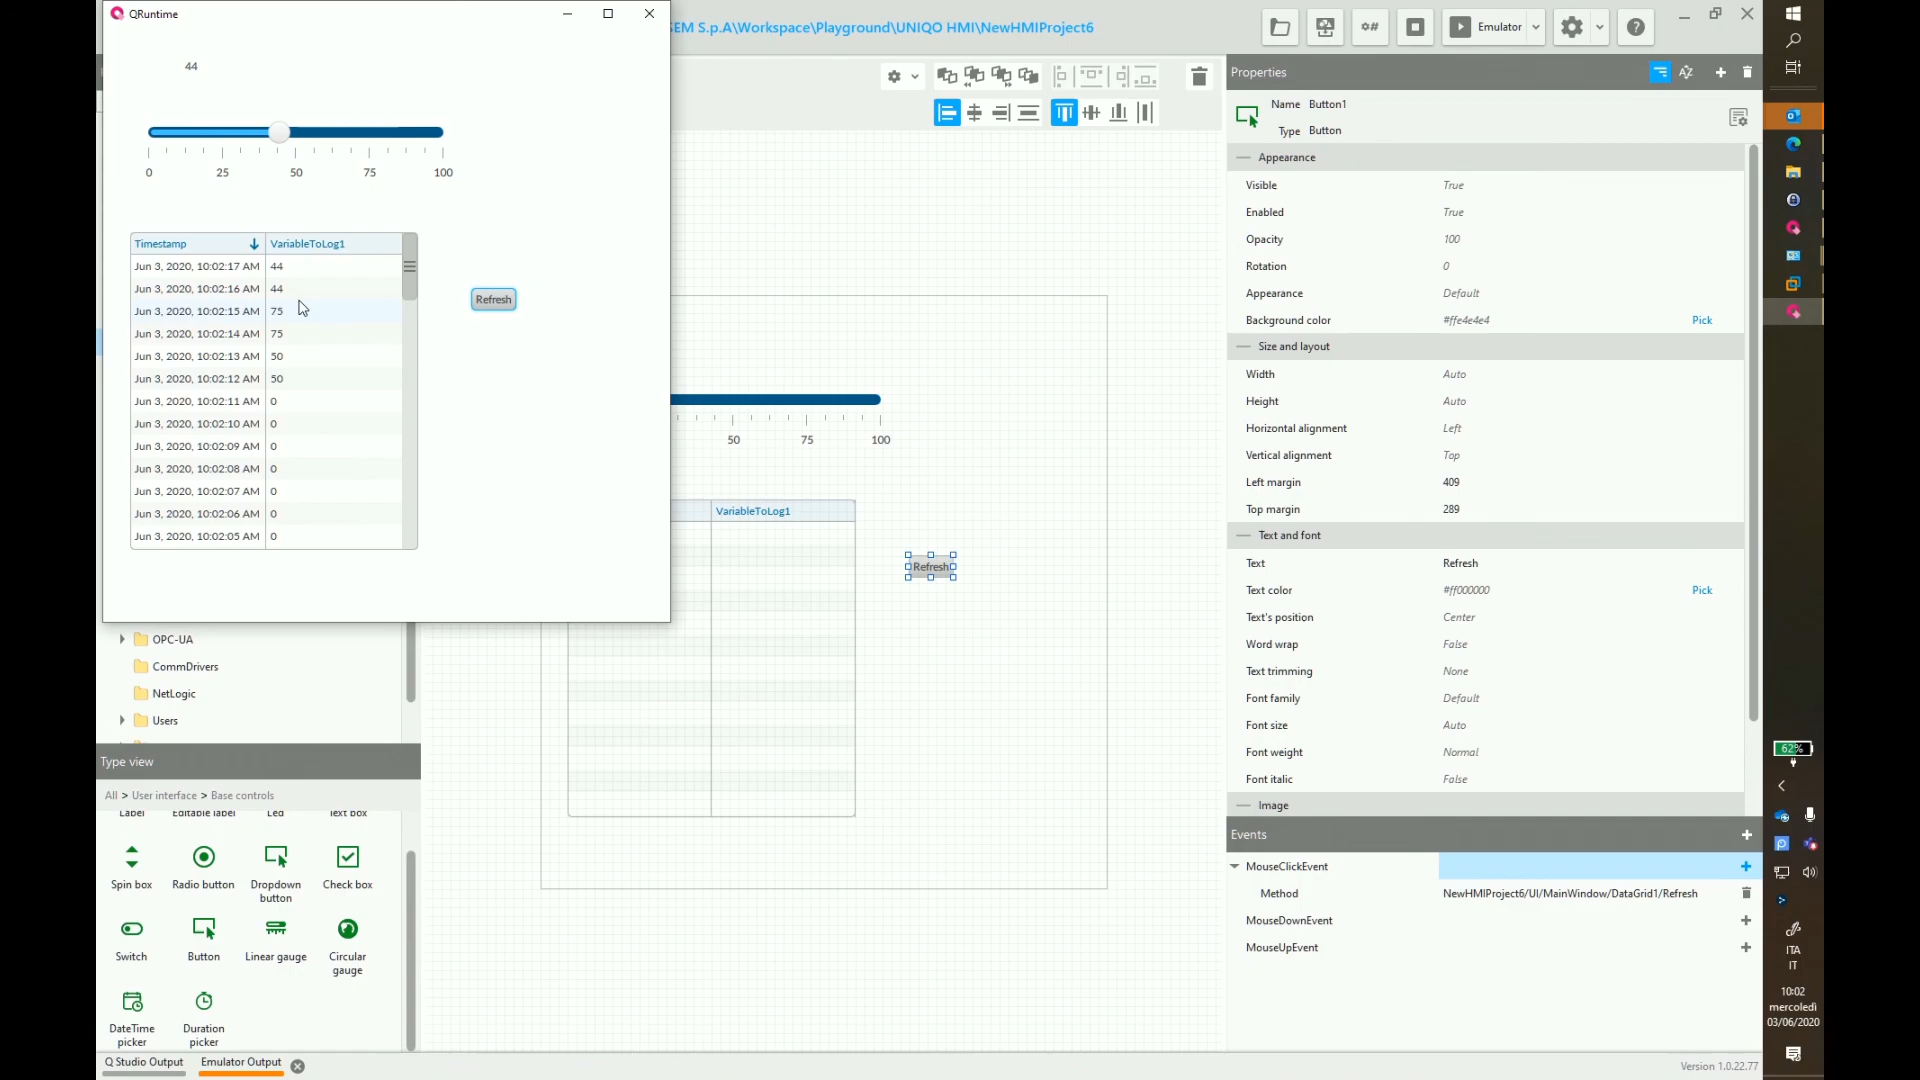 QRuntime
SEM S.p.A\Workspace\Playground\UNIQO HMI\NewHMIProject6
Emulator
44
0 25 50 75 100
Timestamp VariableToLog1
Jun 3, 2020, 10:02:17 AM 44
Jun 3, 2020, 10:02:16 AM 44
Jun 3, 2020, 10:02:15 AM 75
Jun 3, 2020, 10:02:14 AM 75
Jun 3, 2020, 10:02:13 AM 50
Jun 3, 2020, 10:02:12 AM 50
Jun 3, 2020, 10:02:11 AM 0
Jun 3, 2020, 10:02:10 AM 0
Jun 3, 2020, 10:02:09 AM 0
Jun 3, 2020, 10:02:08 AM 0
Jun 3, 2020, 10:02:07 AM 0
Jun 3, 2020, 10:02:06 AM 0
Jun 3, 2020, 10:02:05 AM 0
Refresh
50 75 100
VariableToLog1
Refresh
OPC-UA
CommDrivers
NetLogic
Users
Type view
All > User interface > Base controls
Label Editable label Led Text box
Spin box Radio button Dropdown button Check box
Switch Button Linear gauge Circular gauge
DateTime picker Duration picker
Q Studio Output Emulator Output
Properties
Name Button1
Type Button
Appearance
Visible True
Enabled True
Opacity 100
Rotation 0
Appearance Default
Background color #ffe4e4e4 Pick
Size and layout
Width Auto
Height Auto
Horizontal alignment Left
Vertical alignment Top
Left margin 409
Top margin 289
Text and font
Text Refresh
Text color #ff000000 Pick
Text's position Center
Word wrap False
Text trimming None
Font family Default
Font size Auto
Font weight Normal
Font italic False
Image
Events
MouseClickEvent
Method NewHMIProject6/UI/MainWindow/DataGrid1/Refresh
MouseDownEvent
MouseUpEvent
Version 1.0.22.77
62%
ITA
IT
10:02
mercoledì
03/06/2020